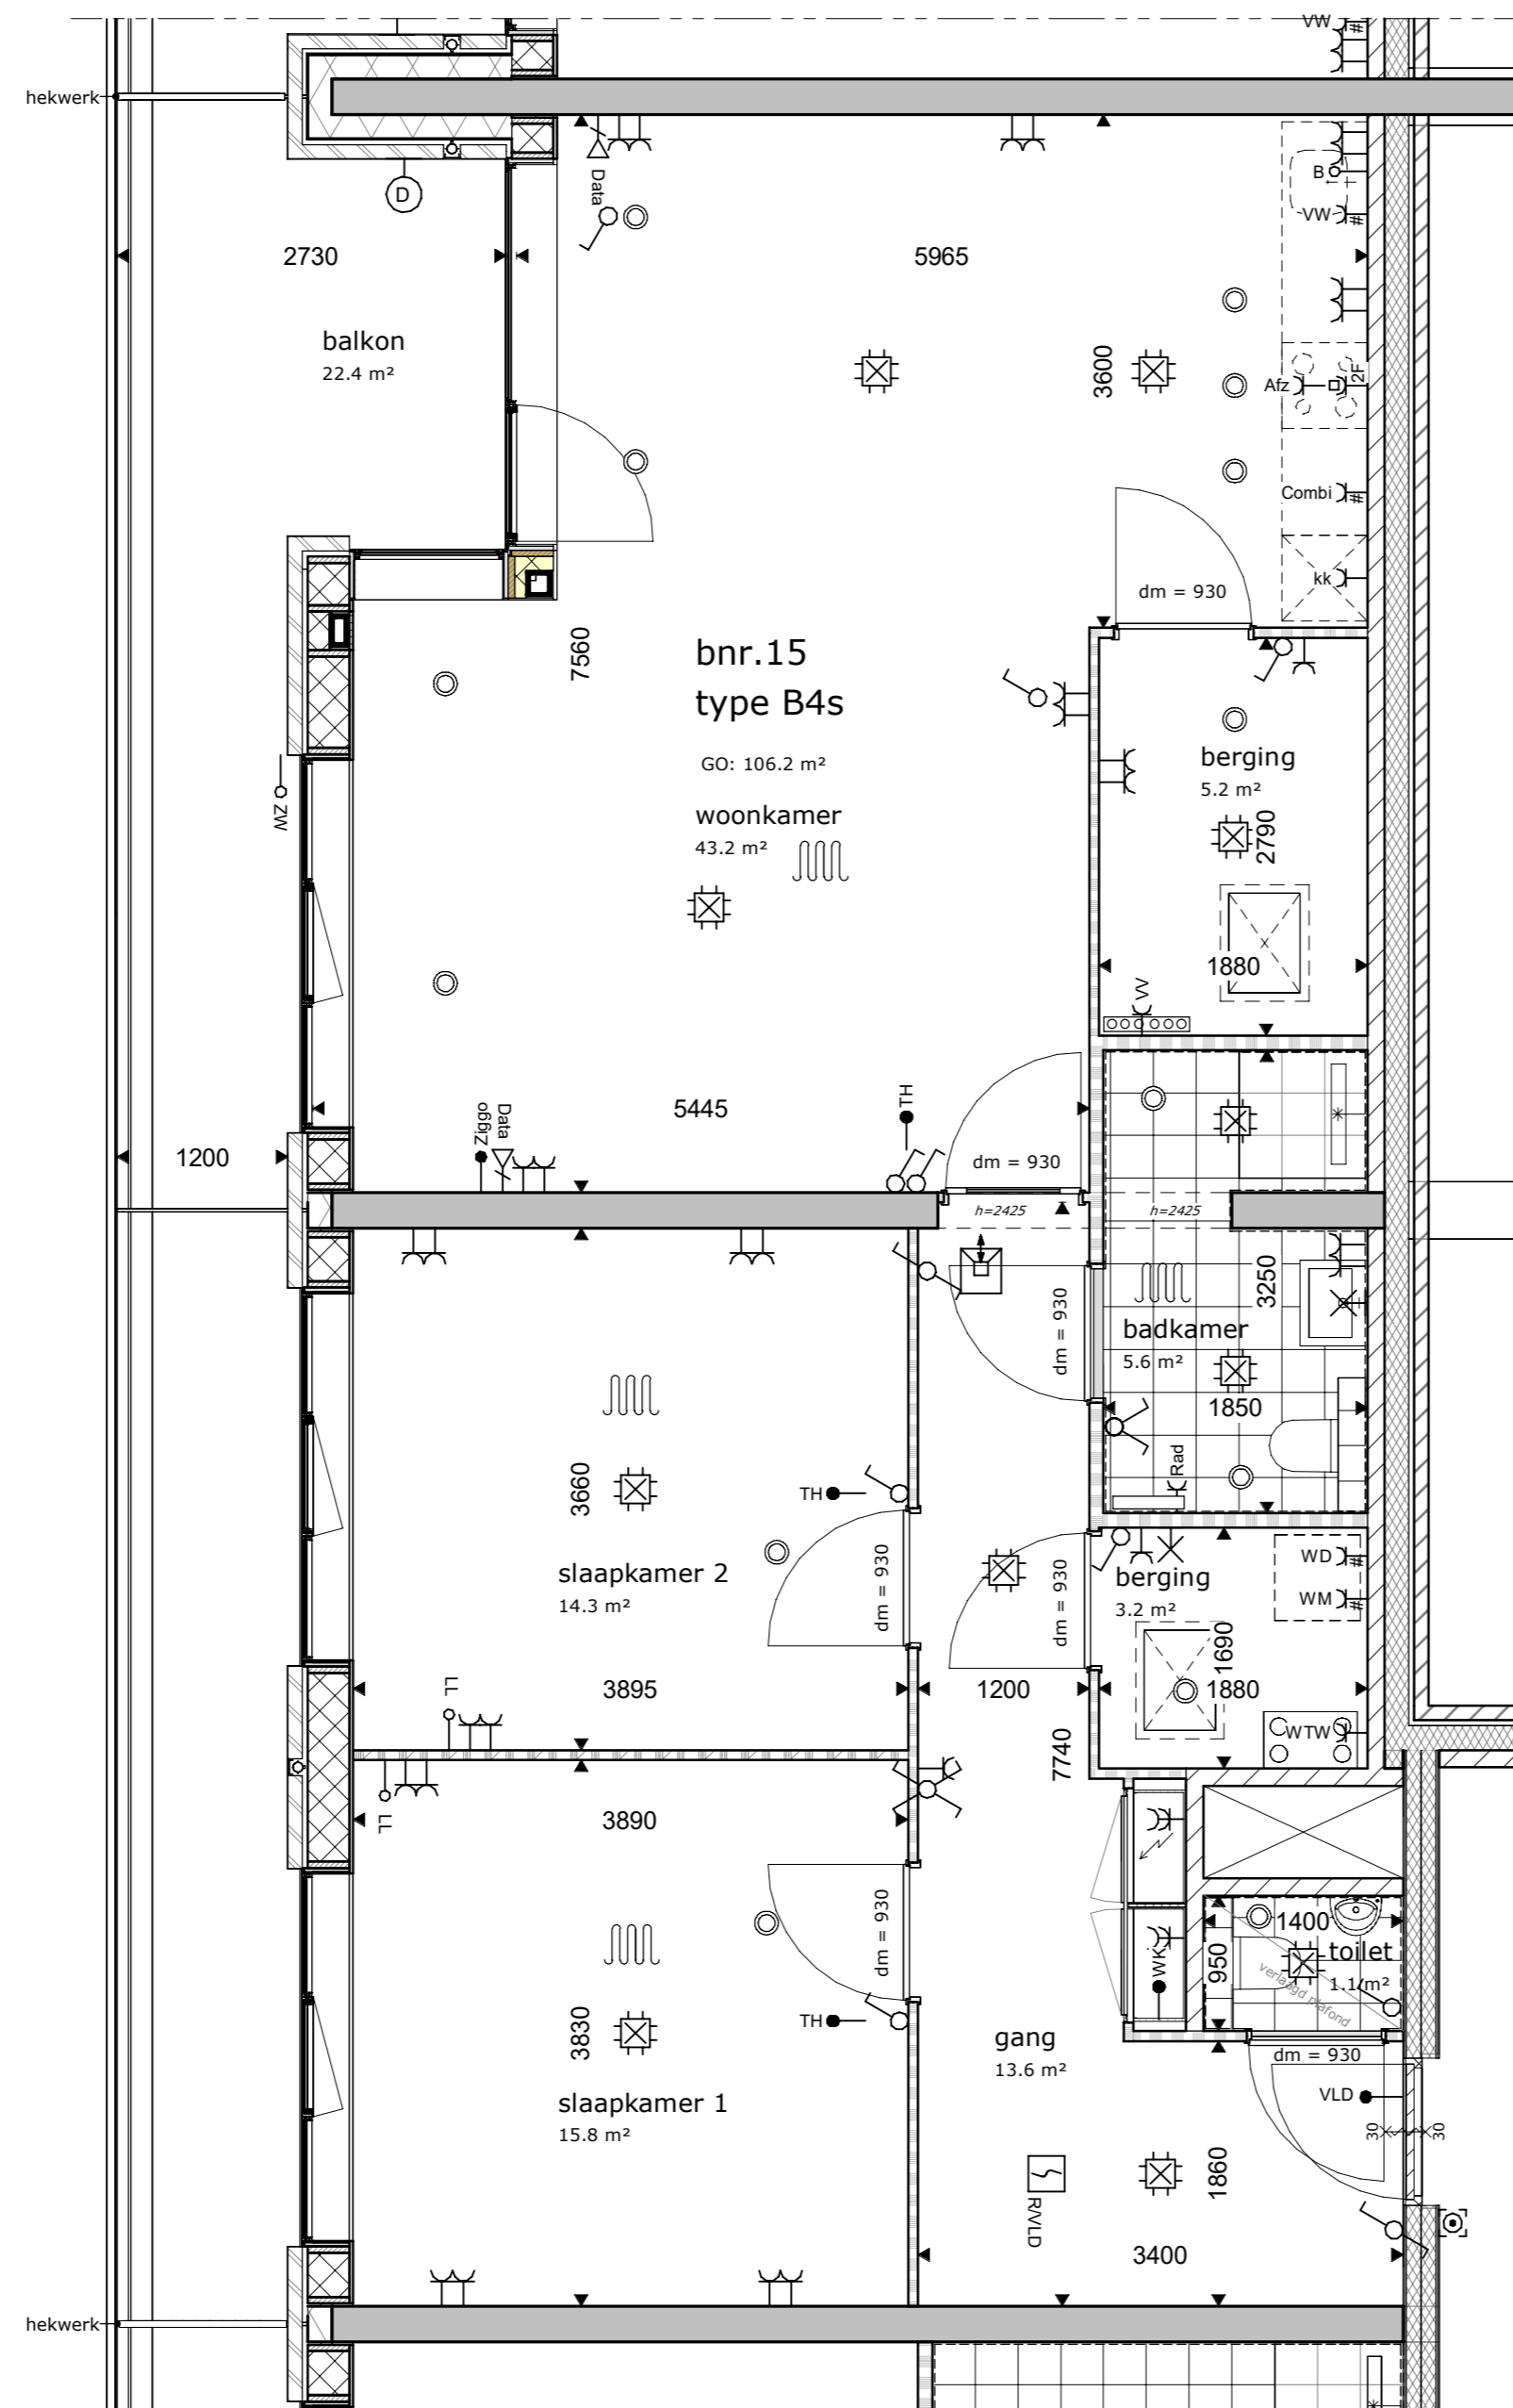 VW
hekwerk
D
Data
B
VW
2730
5965
balkon
22.4 m²
3600
Afz
2F
Combi
kk
dm = 930
7560
bnr.15
type B4s
GO: 106.2 m²
woonkamer
43.2 m²
berging
5.2 m²
2790
ZW
1880
VV
5445
1200
Ziggo
Data
TH
dm = 930
h=2425
h=2425
3250
dm = 930
badkamer
5.6 m²
1850
Rad
3660
TH
slaapkamer 2
14.3 m²
dm = 930
dm = 930
berging
3.2 m²
WD
WM
1690
LL
3895
1200
1880
WTW
7740
LL
3890
dm = 930
WK
1400
950
toilet
1.1 m²
verlaagd plafond
3830
TH
gang
13.6 m²
dm = 930
VLD
slaapkamer 1
15.8 m²
30
30
R/VLD
1860
3400
hekwerk